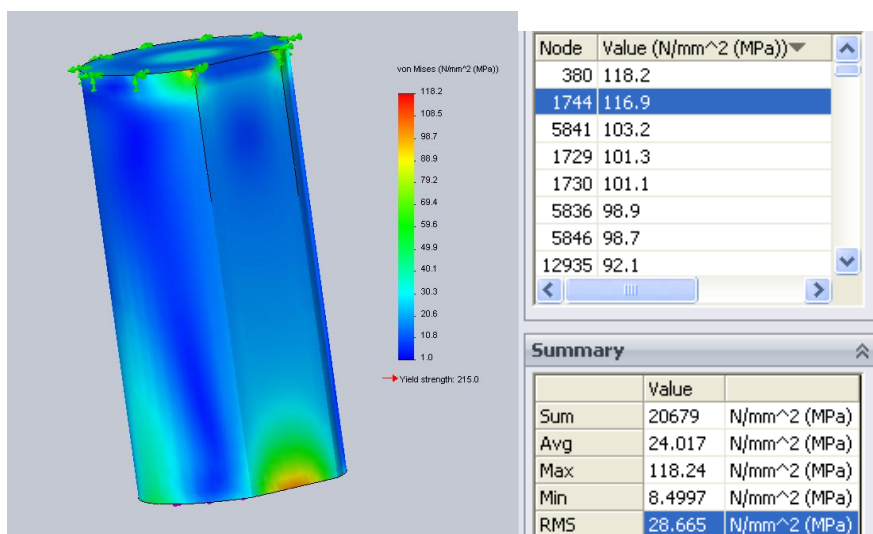 von Mises (N/mm^2 (MPa))
118.2
108.5
98.7
88.9
79.2
69.4
59.6
49.9
40.1
30.3
20.6
10.8
1.0
Yield strength: 215.0
Node Value (N/mm^2 (MPa))
380 118.2
1744 116.9
5841 103.2
1729 101.3
1730 101.1
5836 98.9
5846 98.7
12935 92.1
Summary
Value
Sum 20679 N/mm^2 (MPa)
Avg 24.017 N/mm^2 (MPa)
Max 118.24 N/mm^2 (MPa)
Min 8.4997 N/mm^2 (MPa)
RMS 28.665 N/mm^2 (MPa)